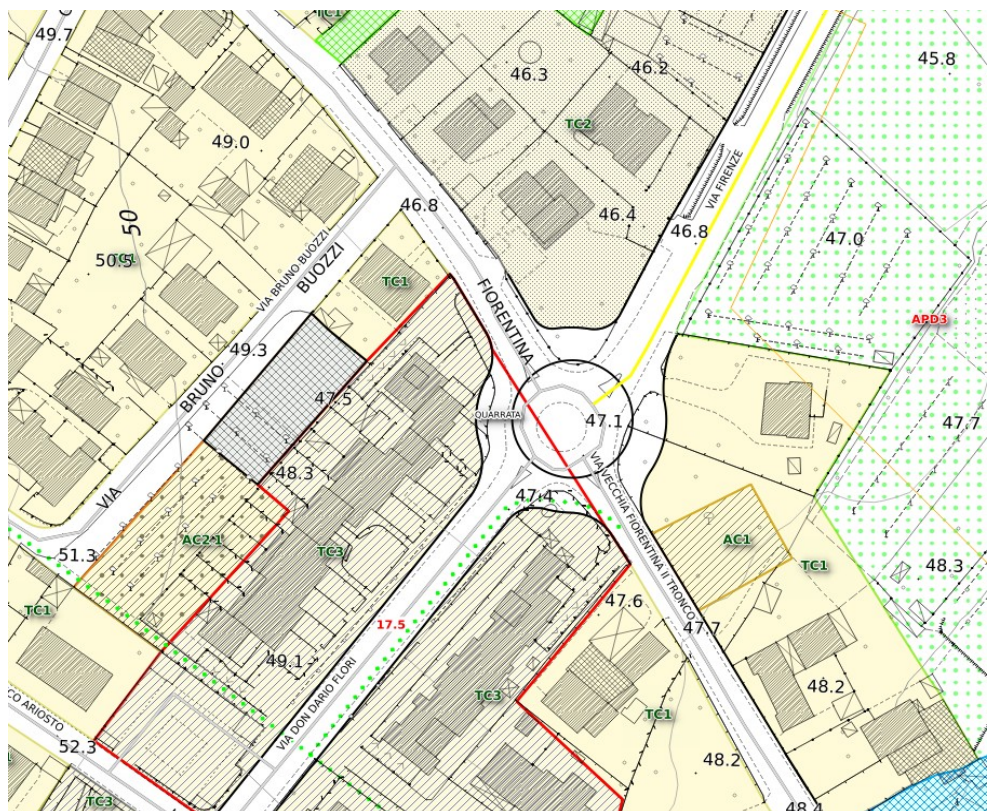 49.7
TC1
46.3
46.2
45.8
TC2
49.0
VIA FIRENZE
46.8
50
46.4
46.8
47.0
50.5
TC1
VIA BRUNO BUOZZI
BUOZZI
TC1
FIORENTINA
APD3
49.3
BRUNO
47.5
QUARRATA
47.1
47.7
48.3
VIA
47.4
VIA VECCHIA FIORENTINA II TRONCO
AC2 1
TC3
AC1
51.3
TC1
48.3
TC1
47.6
17.5
47.7
49.1
48.2
TC3
VIA DON DARIO FLORI
CO ARIOSTO
TC1
52.3
48.2
TC3
48.4